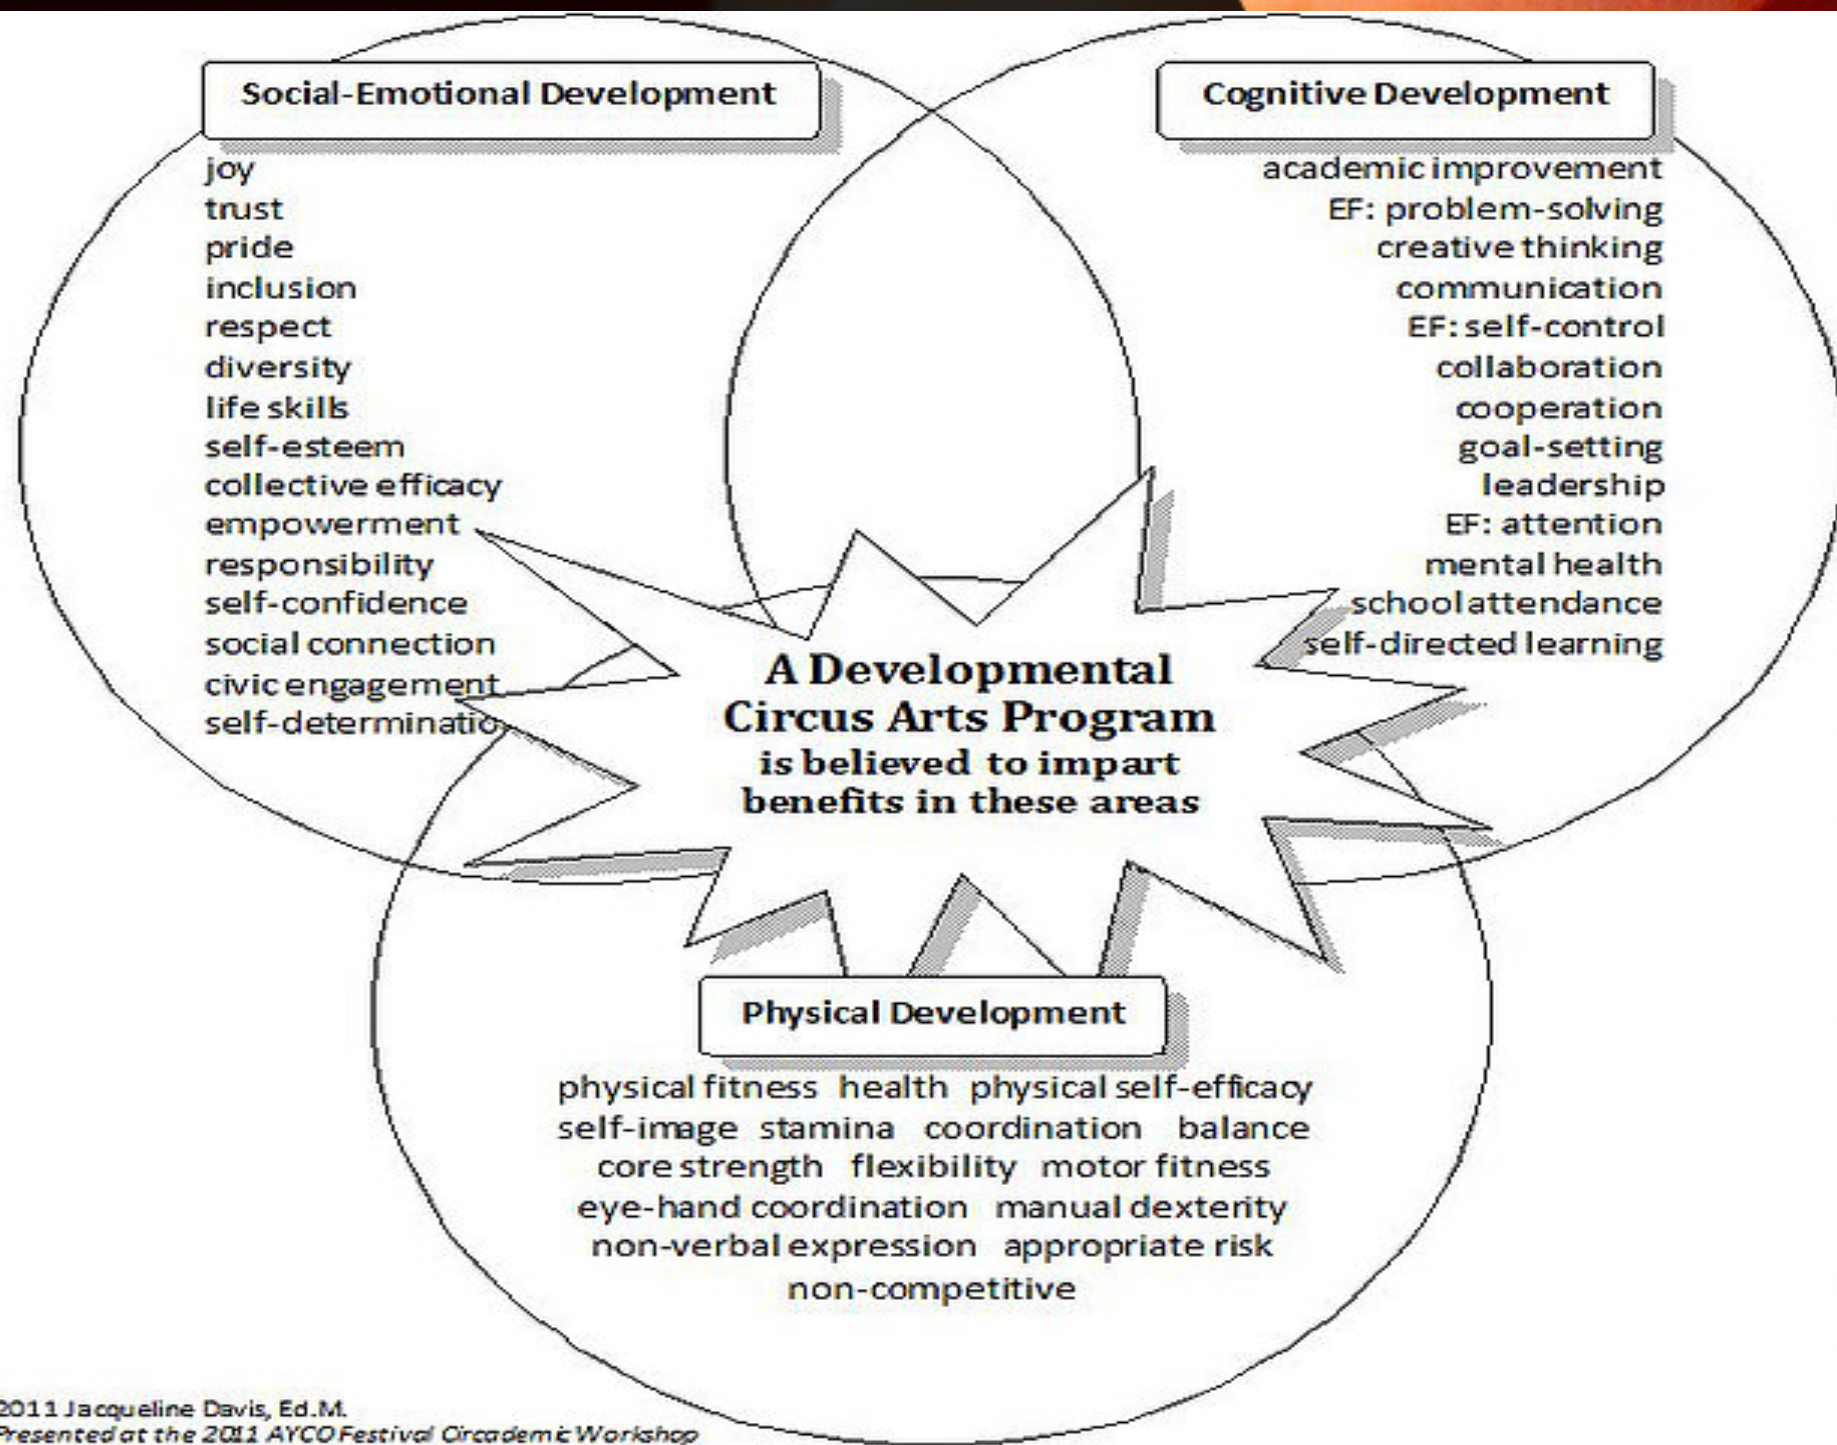 Social-Emotional Development
joy
trust
pride
inclusion
respect
diversity
life skills
self-esteem
collective efficacy
empowerment
responsibility
self-confidence
social connection
civic engagement
self-determinatio
Cognitive Development
academic improvement
EF: problem-solving
creative thinking
communication
EF: self-control
collaboration
cooperation
goal-setting
leadership
EF: attention
mental health
school attendance
self-directed learning
A Developmental
Circus Arts Program
is believed to impart
benefits in these areas
Physical Development
physical fitness health physical self-efficacy
self-image stamina coordination balance
core strength flexibility motor fitness
eye-hand coordination manual dexterity
non-verbal expression appropriate risk
non-competitive
2011 Jacqueline Davis, Ed.M.
Presented at the 2011 AYCO Festival Circademic Workshop